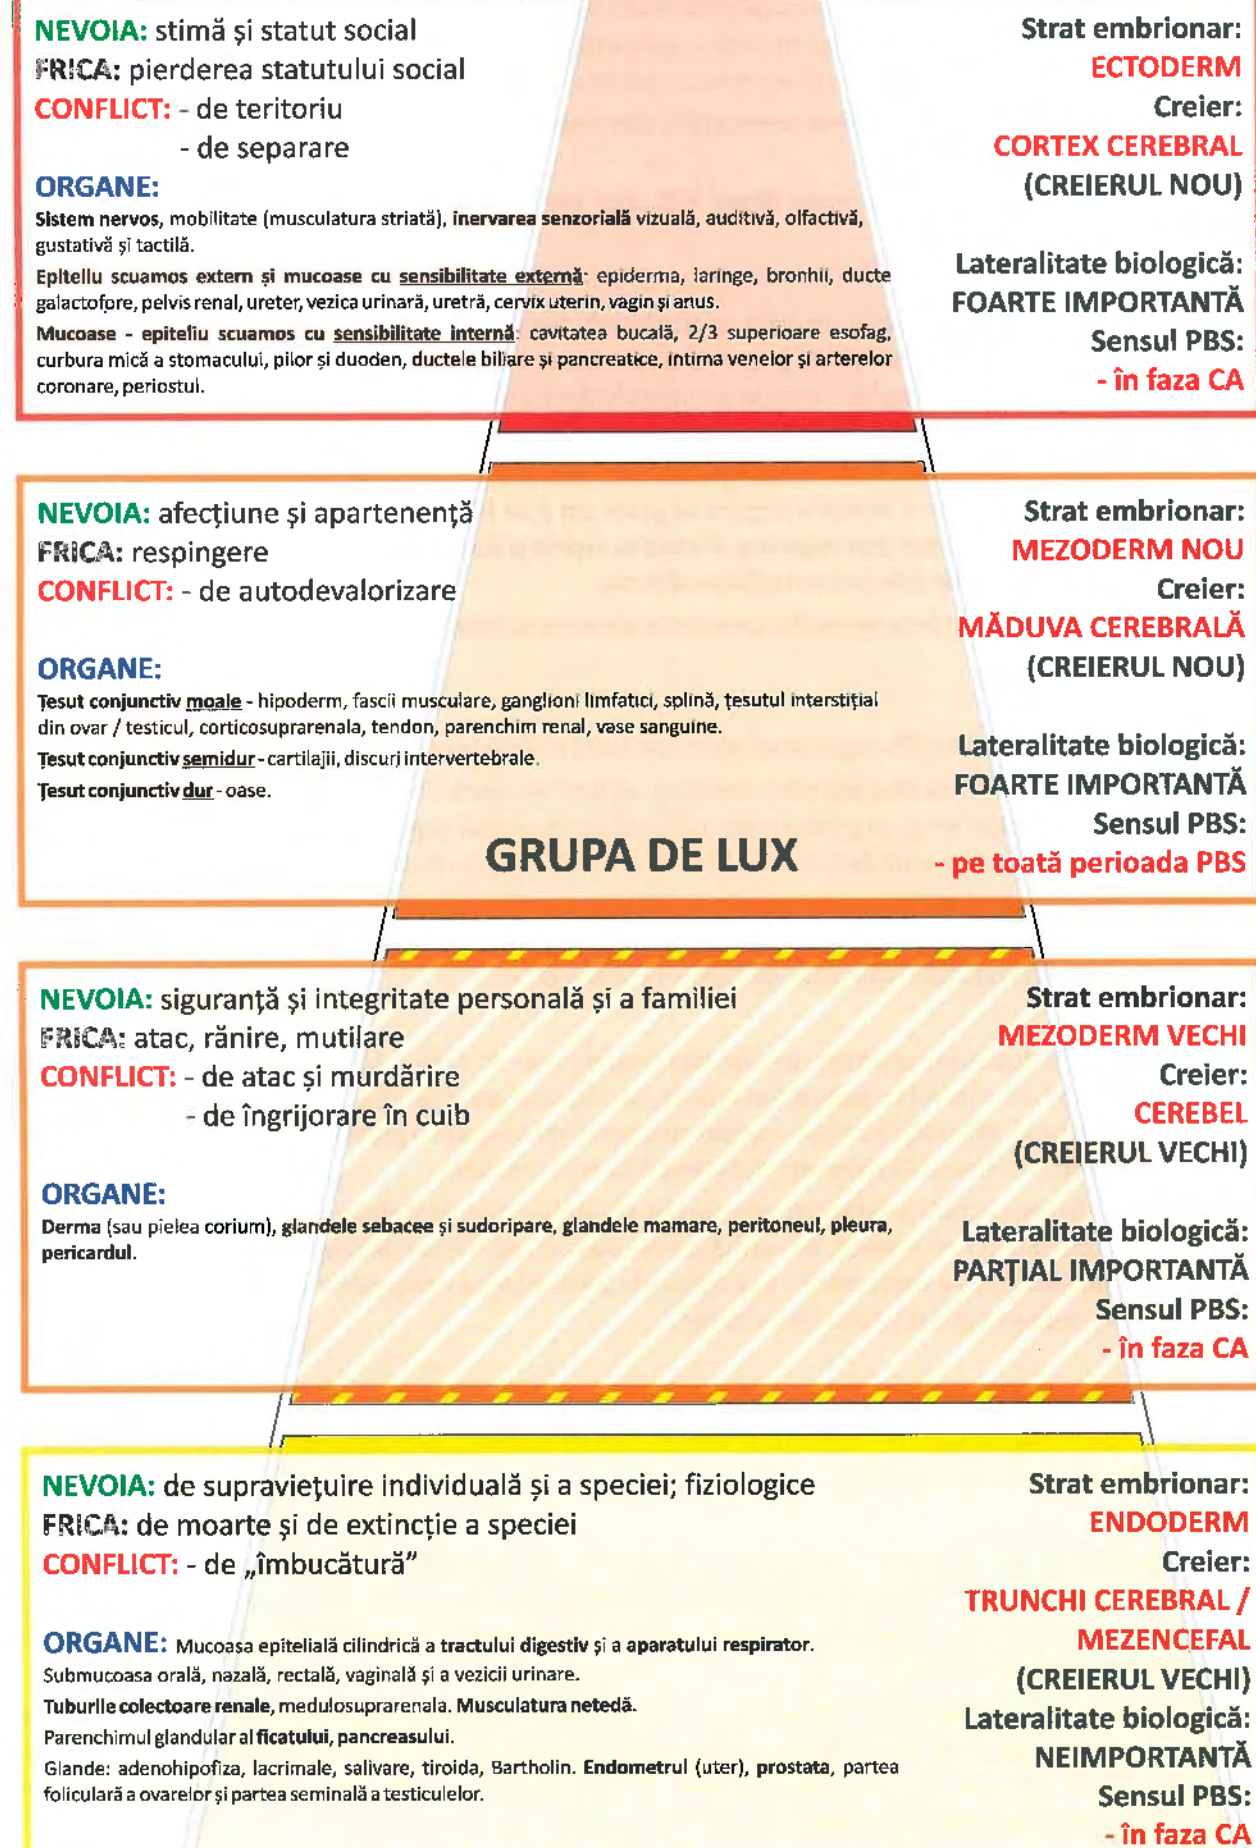 NEVOIA: stimă și statut social
FRICA: pierderea statutului social
CONFLICT: - de teritoriu
- de separare
ORGANE:
Sistem nervos, mobilitate (musculatura striată), inervarea senzorială vizuală, auditivă, olfactivă,
gustativă și tactilă.
Epiteliu scuamos extern și mucoase cu sensibilitate externă: epiderma, laringe, bronhii, ducte
galactofore, pelvis renal, ureter, vezica urinară, uretră, cervix uterin, vagin și anus.
Mucoase - epiteliu scuamos cu sensibilitate internă: cavitatea bucală, 2/3 superioare esofag,
curbura mică a stomacului, pilor și duoden, ductele biliare și pancreatice, intima venelor și arterelor
coronare, periostul.
Strat embrionar:
ECTODERM
Creier:
CORTEX CEREBRAL
(CREIERUL NOU)
Lateralitate biologică:
FOARTE IMPORTANTĂ
Sensul PBS:
- în faza CA
NEVOIA: afecțiune și apartenență
FRICA: respingere
CONFLICT: - de autodevalorizare
ORGANE:
Țesut conjunctiv moale - hipoderm, fascii musculare, ganglioni limfatici, splină, țesutul interstițial
din ovar / testicul, corticosuprarenala, tendon, parenchim renal, vase sanguine.
Țesut conjunctiv semidur - cartilajii, discuri intervertebrale.
Țesut conjunctiv dur - oase.
GRUPA DE LUX
Strat embrionar:
MEZODERM NOU
Creier:
MĂDUVA CEREBRALĂ
(CREIERUL NOU)
Lateralitate biologică:
FOARTE IMPORTANTĂ
Sensul PBS:
- pe toată perioada PBS
NEVOIA: siguranță și integritate personală și a familiei
FRICA: atac, rănire, mutilare
CONFLICT: - de atac și murdărire
- de îngrijorare în cuib
ORGANE:
Derma (sau pielea corium), glandele sebacee și sudoripare, glandele mamare, peritoneul, pleura,
pericardul.
Strat embrionar:
MEZODERM VECHI
Creier:
CEREBEL
(CREIERUL VECHI)
Lateralitate biologică:
PARȚIAL IMPORTANTĂ
Sensul PBS:
- în faza CA
NEVOIA: de supraviețuire individuală și a speciei; fiziologice
FRICA: de moarte și de extincție a speciei
CONFLICT: - de „îmbucătură”
ORGANE: Mucoasa epitelială cilindrică a tractului digestiv și a aparatului respirator.
Submucoasa orală, nazală, rectală, vaginală și a vezicii urinare.
Tuburile colectoare renale, medulosuprarenala. Musculatura netedă.
Parenchimul glandular al ficatului, pancreasului.
Glande: adenohipofiza, lacrimale, salivare, tiroida, Bartholin. Endometrul (uter), prostata, partea
foliculară a ovarelor și partea seminală a testiculelor.
Strat embrionar:
ENDODERM
Creier:
TRUNCHI CEREBRAL /
MEZENCEFAL
(CREIERUL VECHI)
Lateralitate biologică:
NEIMPORTANTĂ
Sensul PBS:
- în faza CA